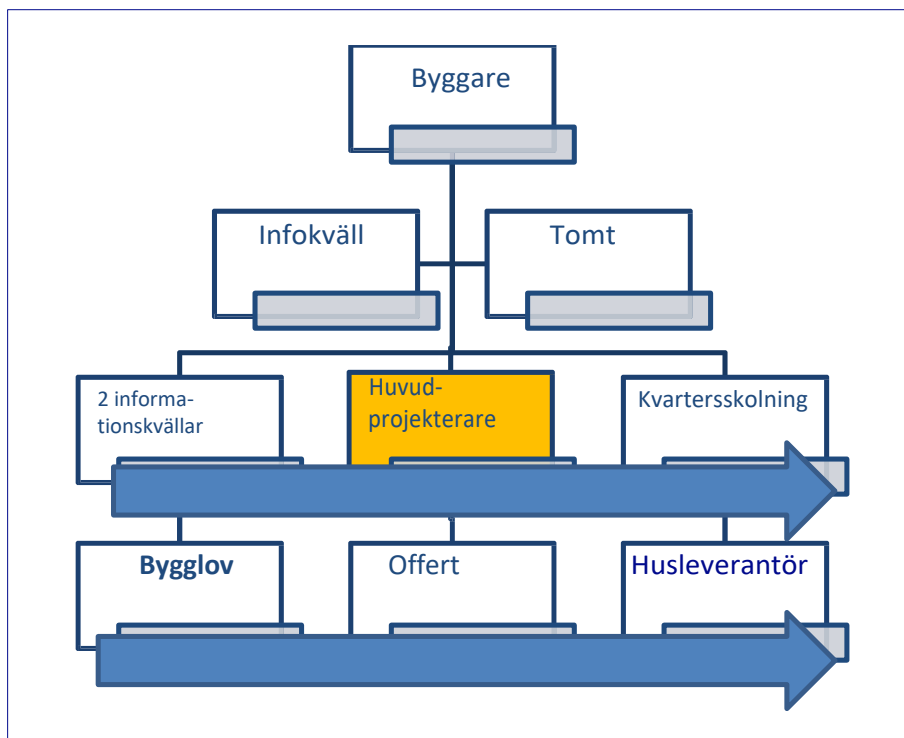 Byggare
Infokväll
Tomt
2 informa-
tionskvällar
Huvud-
projekterare
Kvartersskolning
Bygglov
Offert
Husleverantör